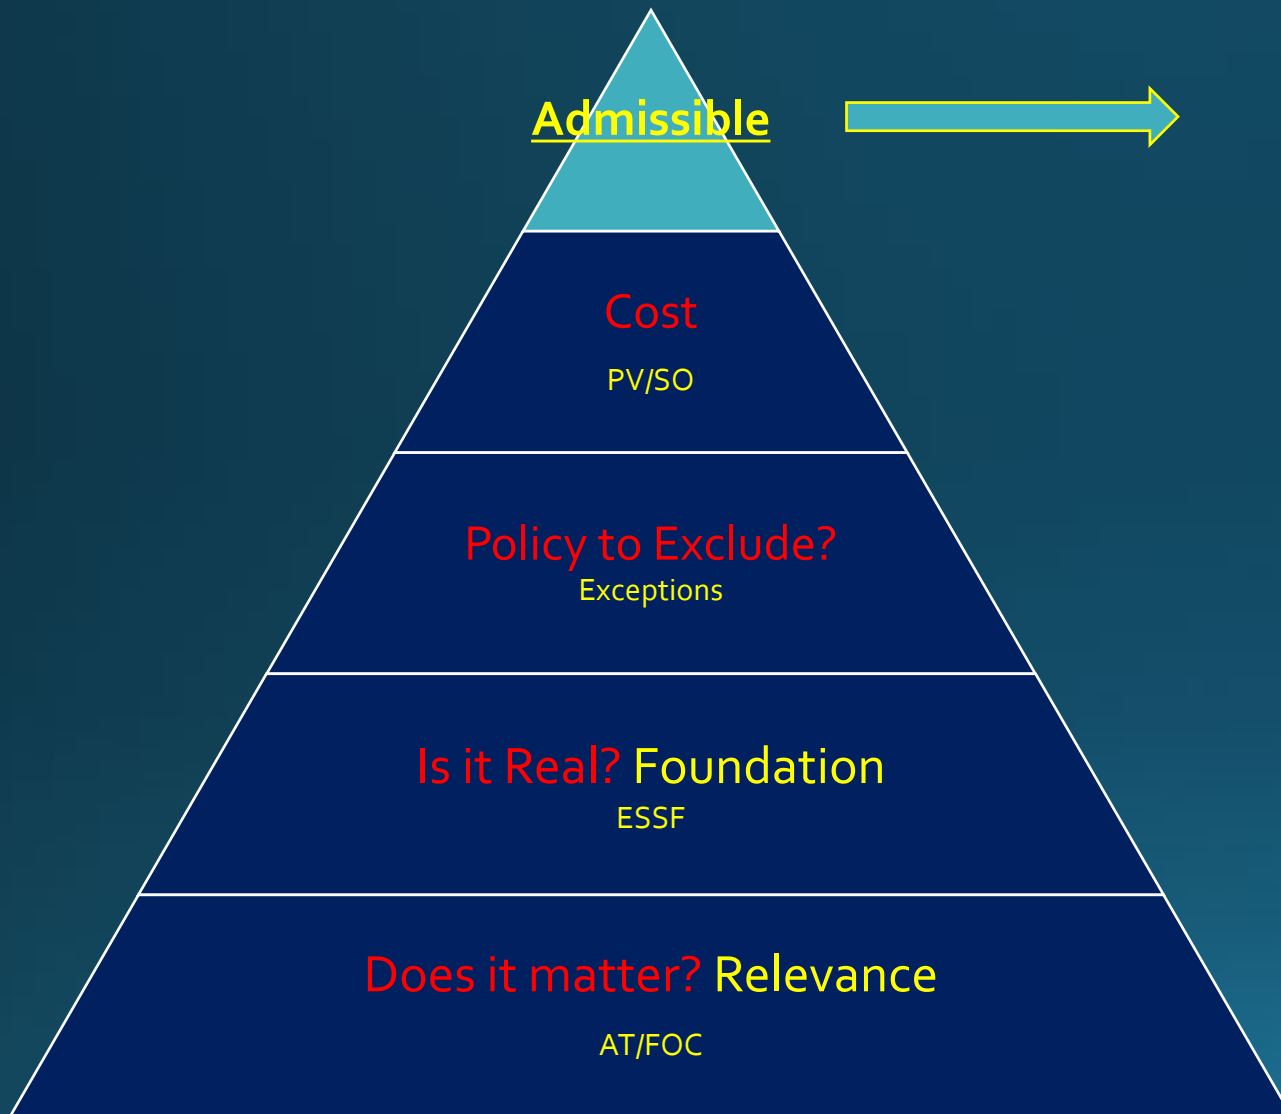 Admissible
Cost
PV/SO
Policy to Exclude?
Exceptions
Is it Real? Foundation
ESSF
Does it matter? Relevance
AT/FOC